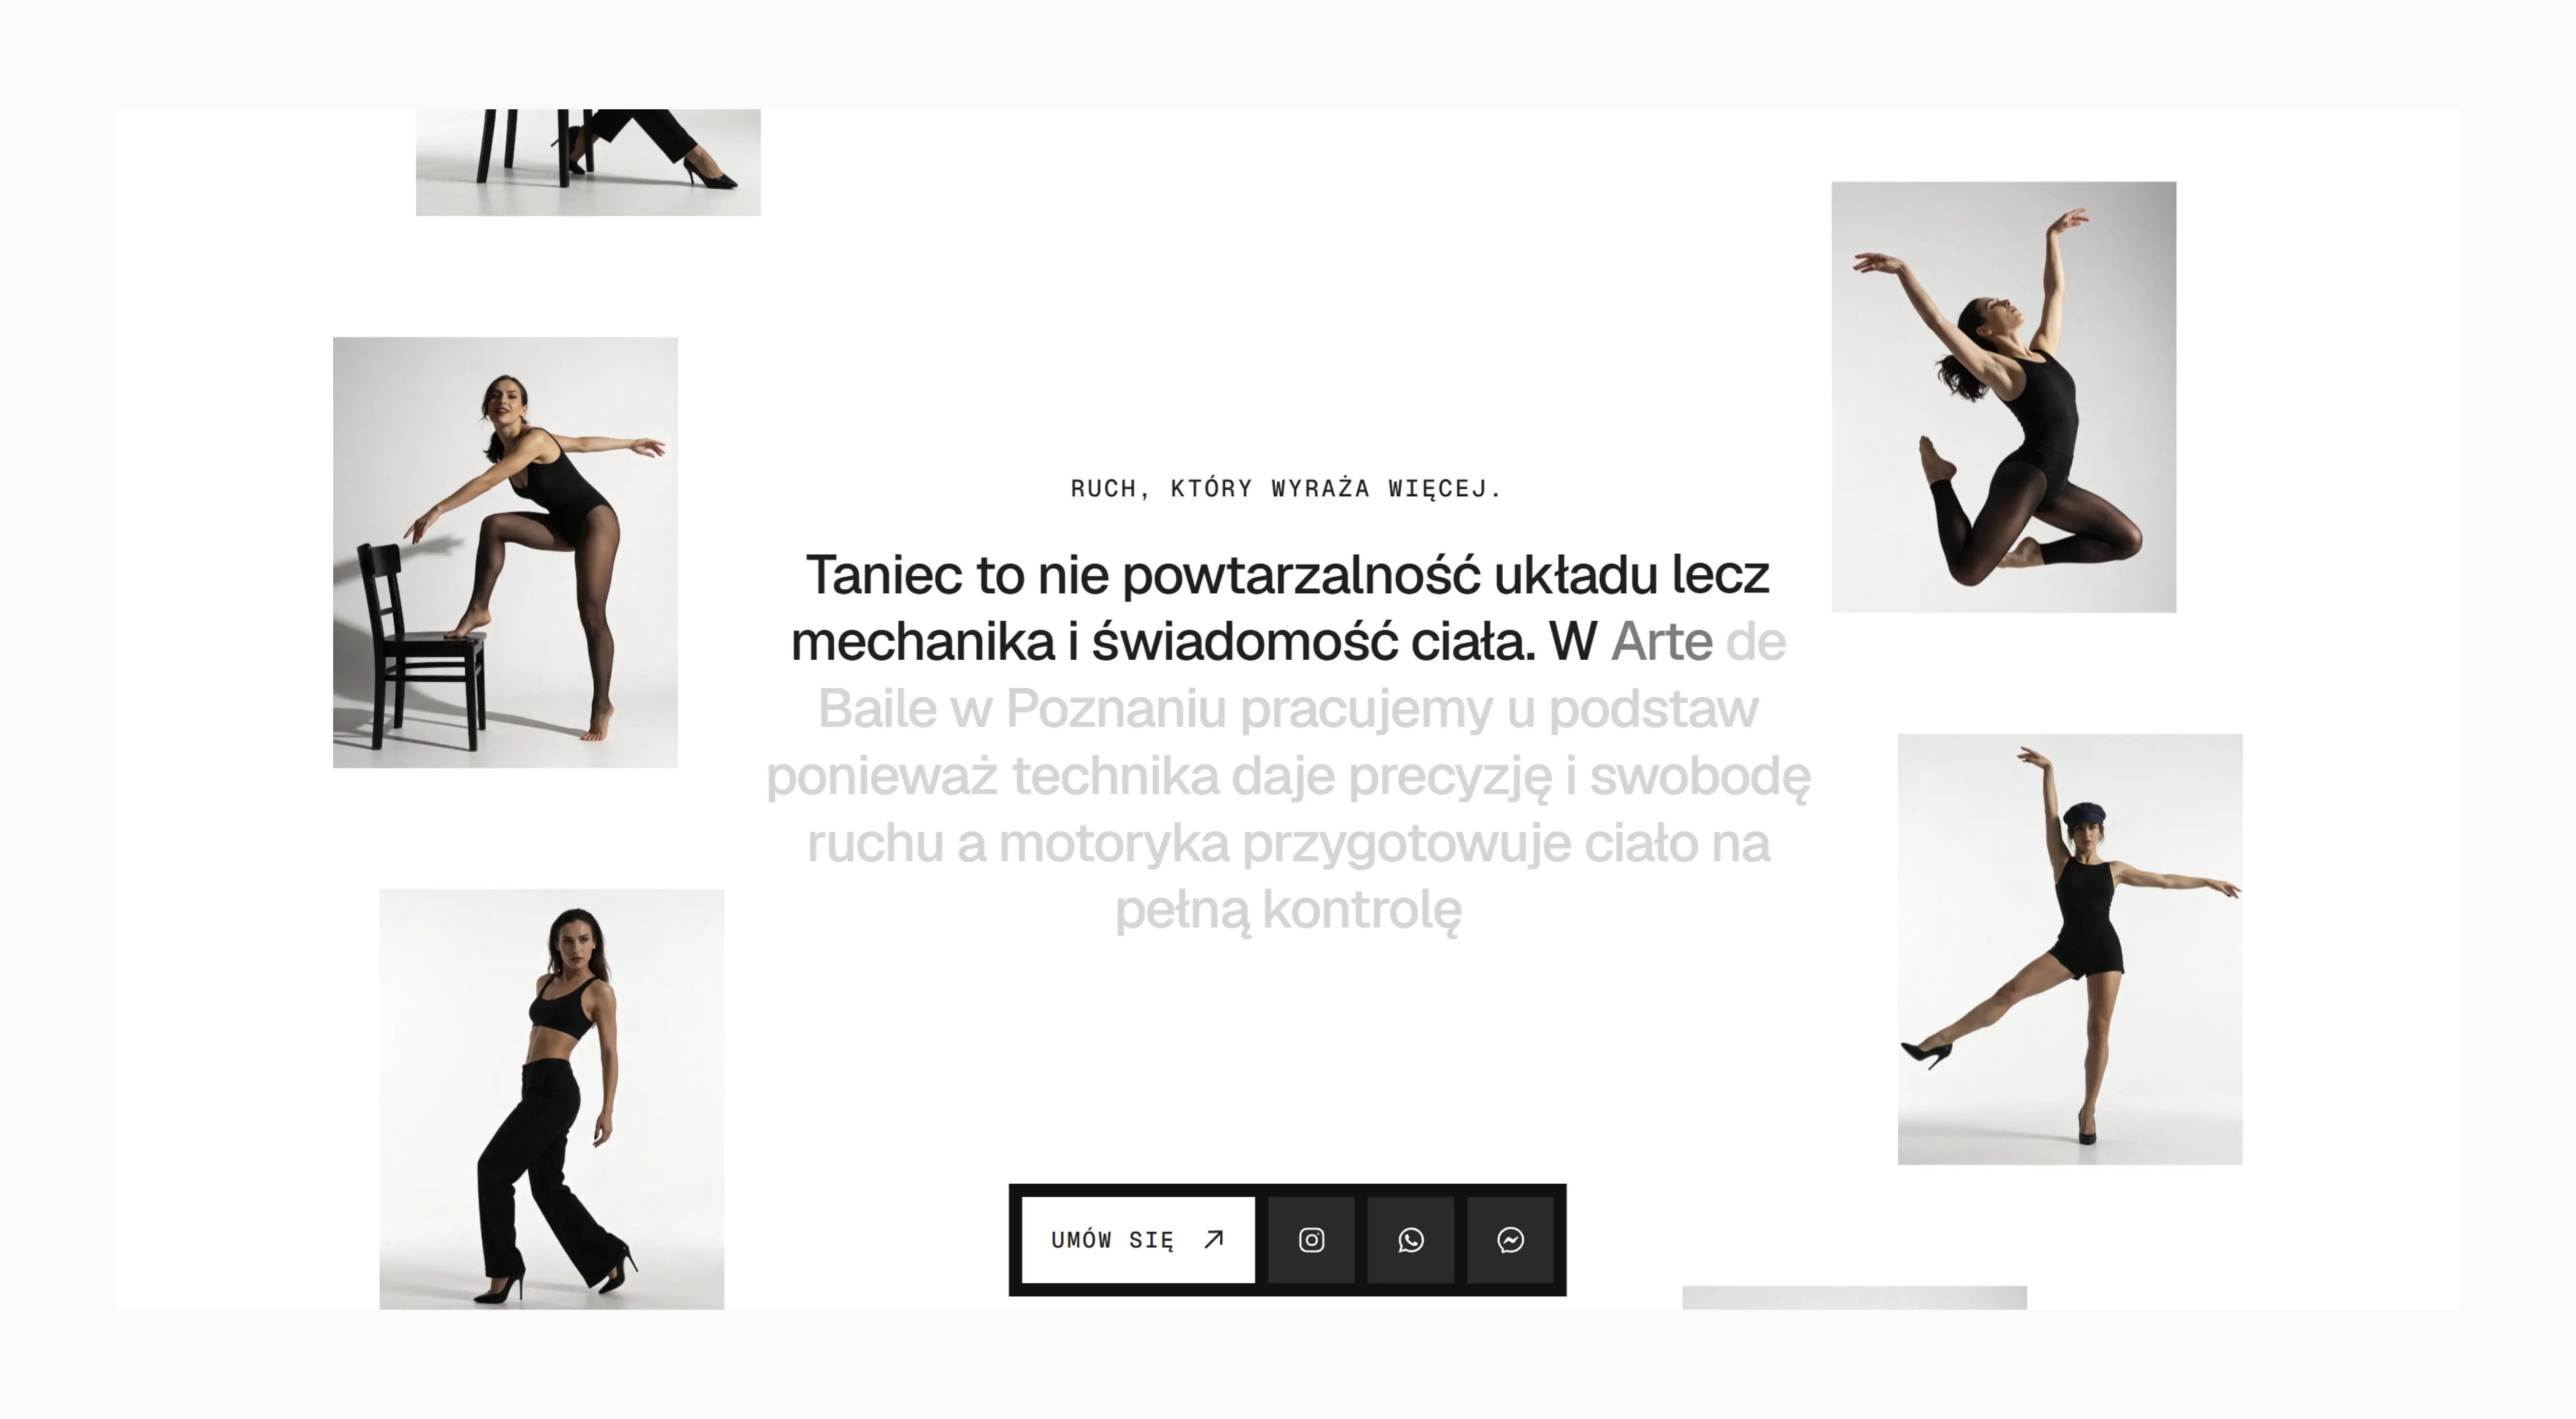 RUCH, KTÓRY WYRAŻA WIĘCEJ.
Taniec to nie powtarzalność układu lecz
mechanika i świadomość ciała. W Arte de
Baile w Poznaniu pracujemy u podstaw
ponieważ technika daje precyzję i swobodę
ruchu a motoryka przygotowuje ciało na
pełną kontrolę
UMÓW SIĘ